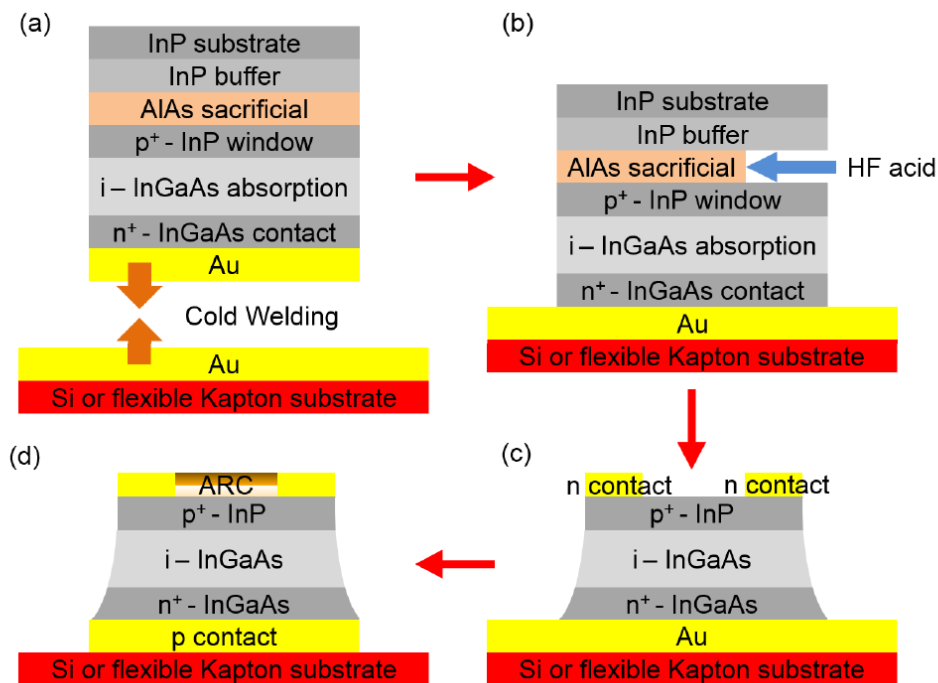 (a)
InP substrate
InP buffer
AlAs sacrificial
p+ - InP window
i – InGaAs absorption
n+ - InGaAs contact
Au
Cold Welding
Au
Si or flexible Kapton substrate
(b)
InP substrate
InP buffer
AlAs sacrificial
HF acid
p+ - InP window
i – InGaAs absorption
n+ - InGaAs contact
Au
Si or flexible Kapton substrate
(c)
n contact
n contact
p+ - InP
i – InGaAs
n+ - InGaAs
Au
Si or flexible Kapton substrate
(d)
ARC
p+ - InP
i – InGaAs
n+ - InGaAs
p contact
Si or flexible Kapton substrate